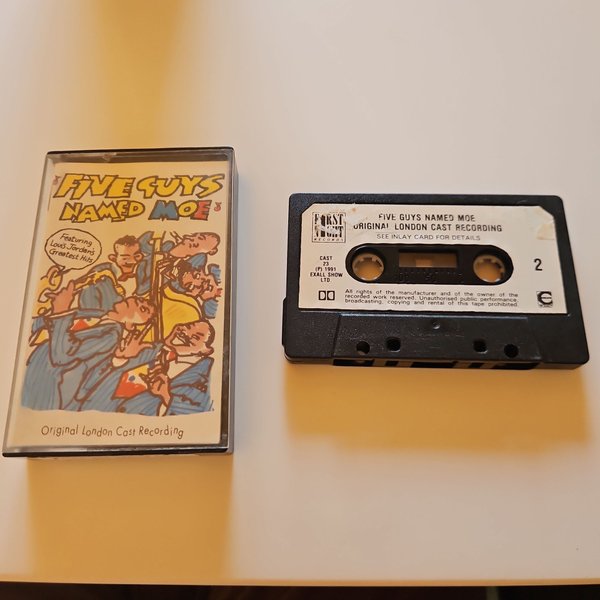 FIVE GUYS
NAMED MOE
Featuring
Louis Jordan's
Greatest Hits
Original London Cast Recording
FIRST
NIGHT
RECORDS
FIVE GUYS NAMED MOE
ORIGINAL LONDON CAST RECORDING
SEE INLAY CARD FOR DETAILS
CAST
23
(P) 1991
EXALL SHOW
LTD.
2
All rights of the manufacturer and of the owner of the
recorded work reserved. Unauthorised public performance
broadcasting, copying and rental of this tape prohibited.